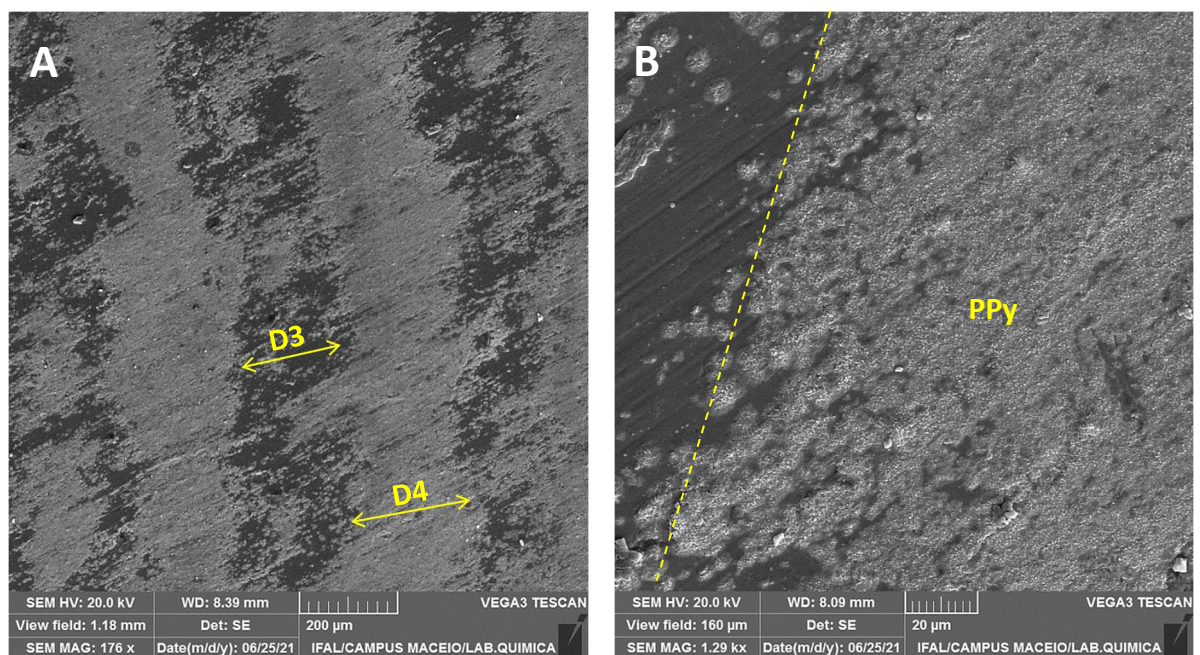 A
D3
D4
SEM HV: 20.0 kV
WD: 8.39 mm
VEGA3 TESCAN
View field: 1.18 mm
Det: SE
200 µm
SEM MAG: 176 x
Date(m/d/y): 06/25/21
IFAL/CAMPUS MACEIO/LAB.QUIMICA
B
PPy
SEM HV: 20.0 kV
WD: 8.09 mm
VEGA3 TESCAN
View field: 160 µm
Det: SE
20 µm
SEM MAG: 1.29 kx
Date(m/d/y): 06/25/21
IFAL/CAMPUS MACEIO/LAB.QUIMICA